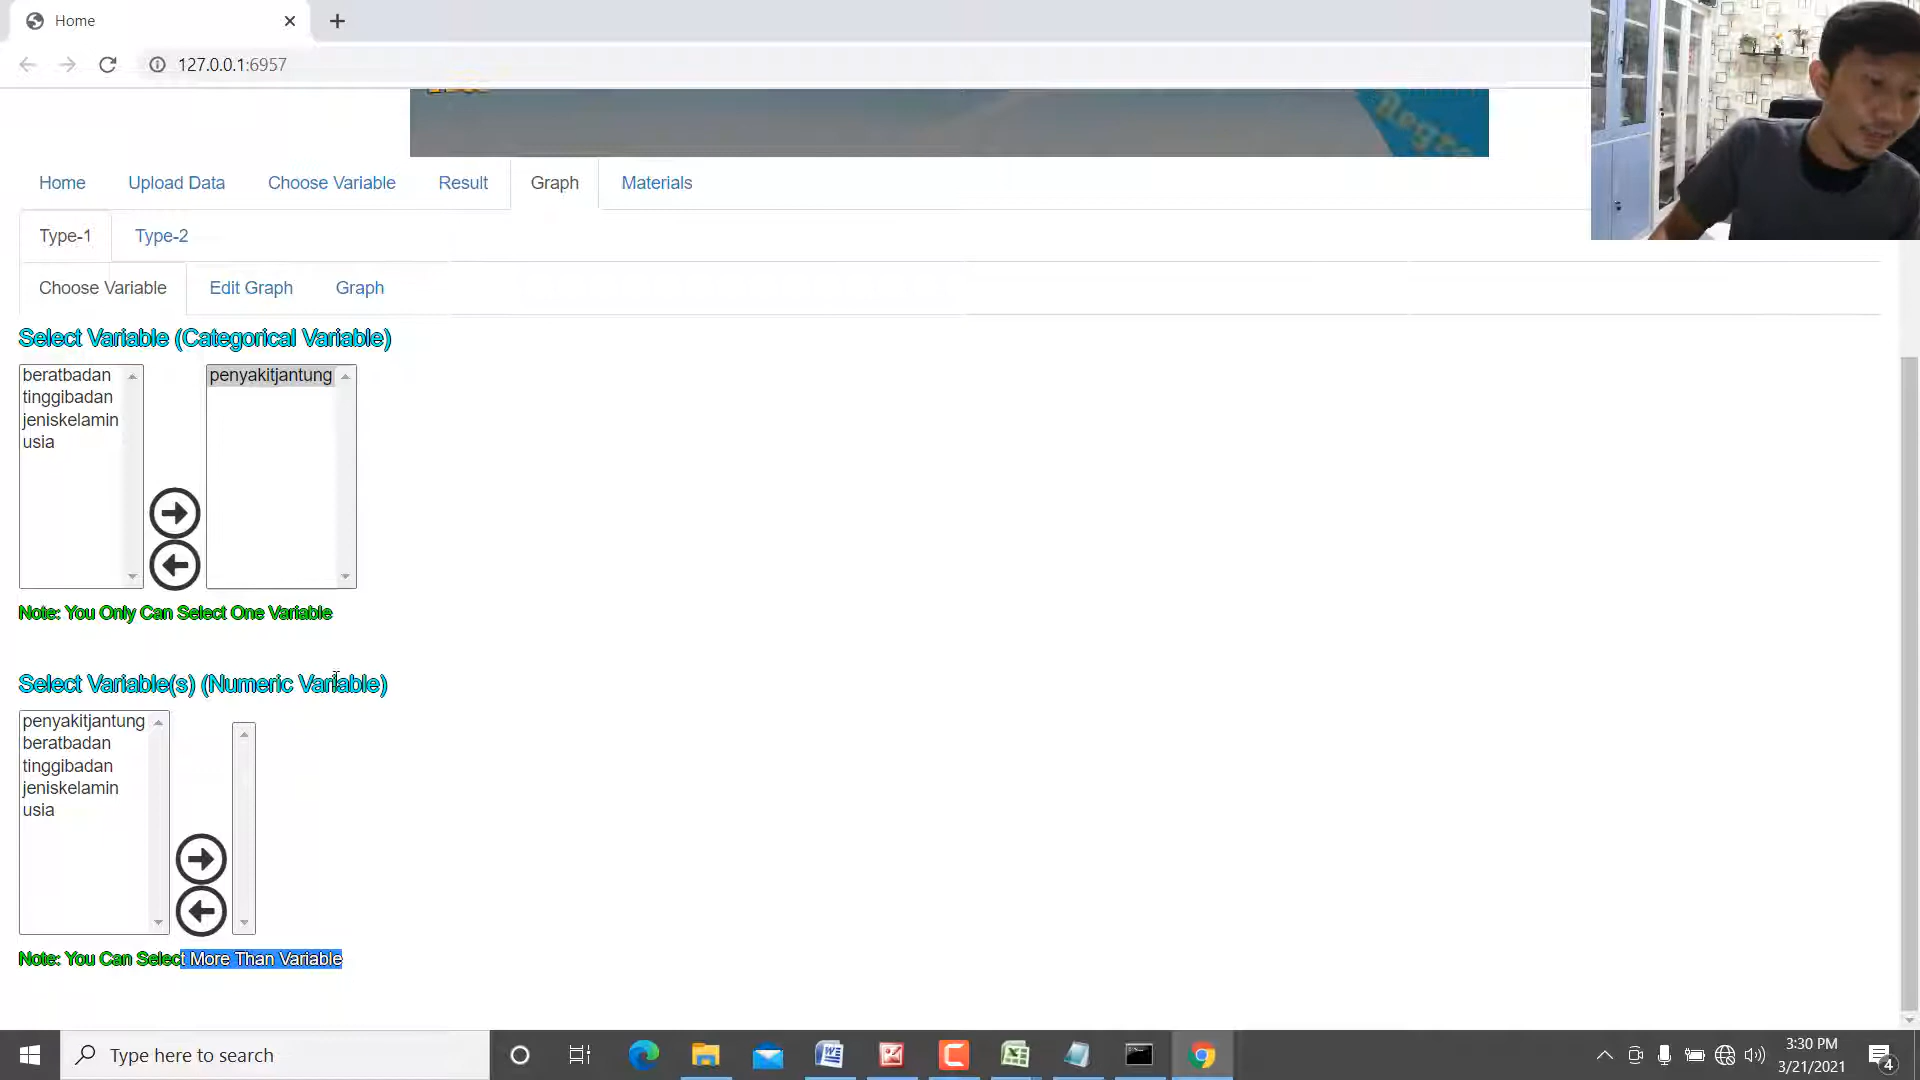 Home
127.0.0.1:6957
Home Upload Data Choose Variable Result Graph Materials
Type-1 Type-2
Choose Variable Edit Graph Graph
Select Variable (Categorical Variable)
beratbadan
tinggibadan
jeniskelamin
usia
penyakitjantung
Note: You Only Can Select One Variable
Select Variable(s) (Numeric Variable)
penyakitjantung
beratbadan
tinggibadan
jeniskelamin
usia
Note: You Can Select More Than Variable
Type here to search
3:30 PM
3/21/2021
4